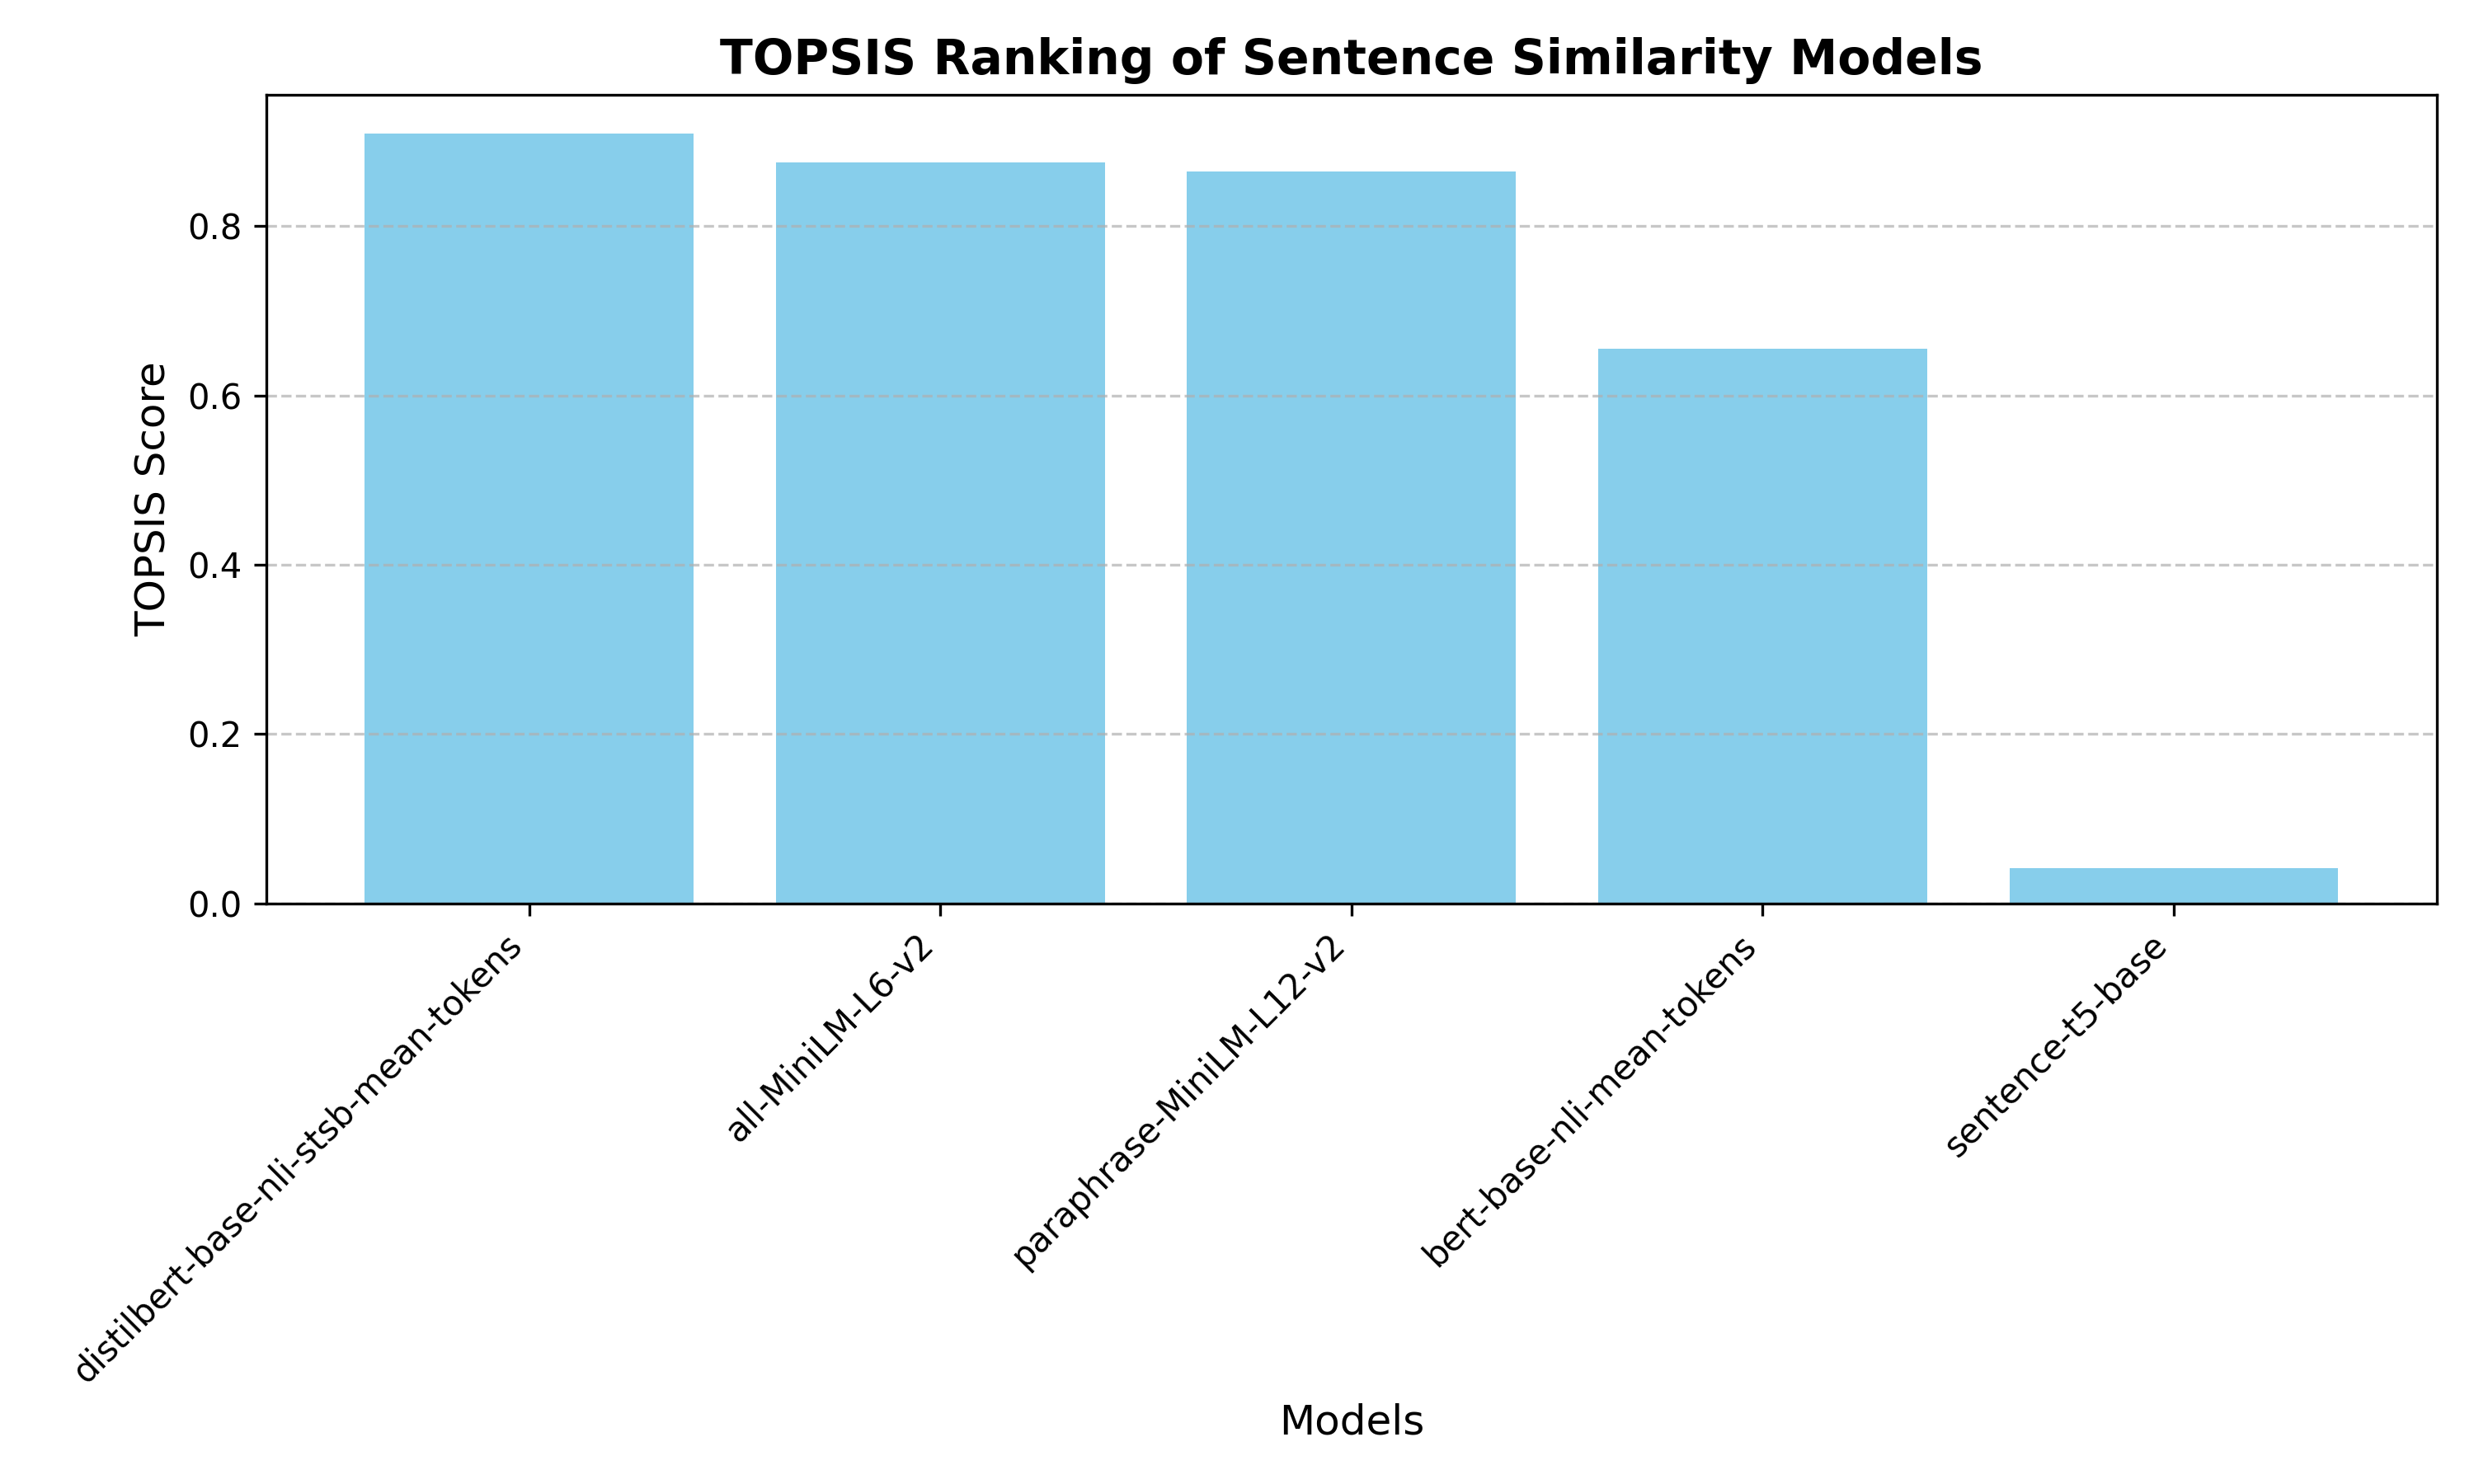 TOPSIS Ranking of Sentence Similarity Models
TOPSIS Score
0.8
0.6
0.4
0.2
0.0
distilbert-base-nli-stsb-mean-tokens
all-MiniLM-L6-v2
paraphrase-MiniLM-L12-v2
bert-base-nli-mean-tokens
sentence-t5-base
Models